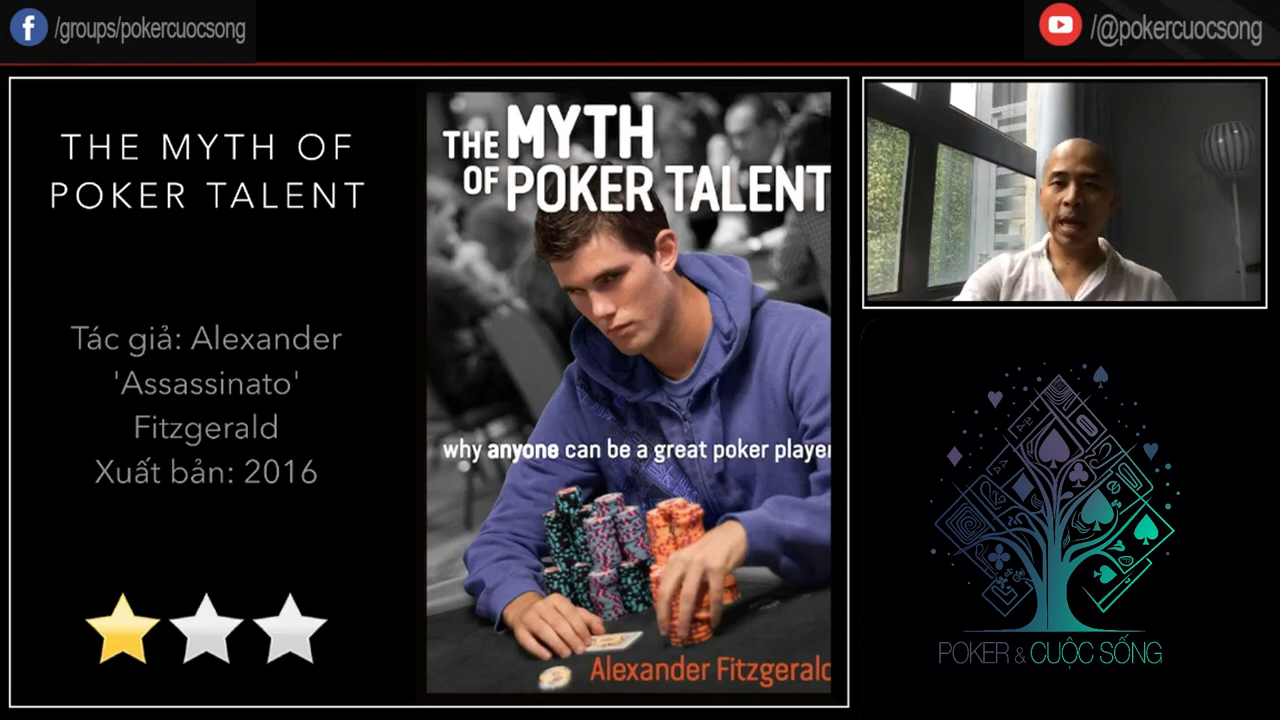 /groups/pokercuocsong
/@pokercuocsong
THE MYTH OF
POKER TALENT
Tác giả: Alexander
'Assassinato'
Fitzgerald
Xuất bản: 2016
THE MYTH
OF POKER TALENT
why anyone can be a great poker player
Alexander Fitzgerald
POKER & CUỘC SỐNG